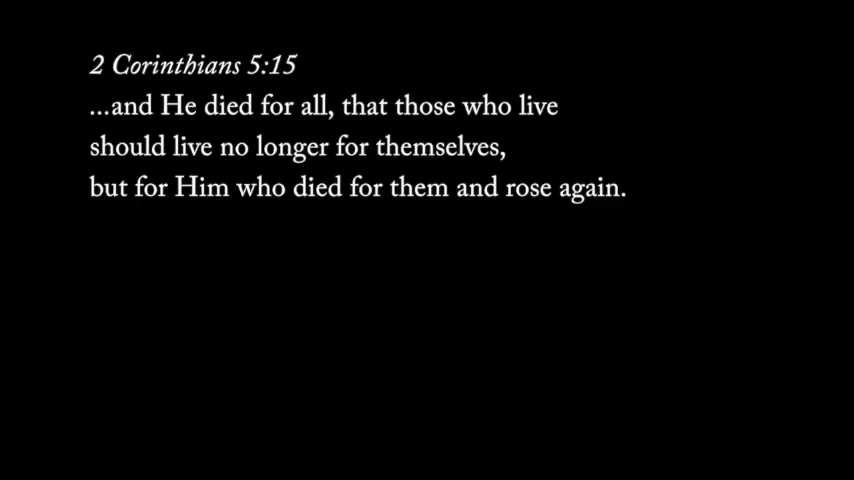 2 Corinthians 5:15
...and He died for all, that those who live
should live no longer for themselves,
but for Him who died for them and rose again.